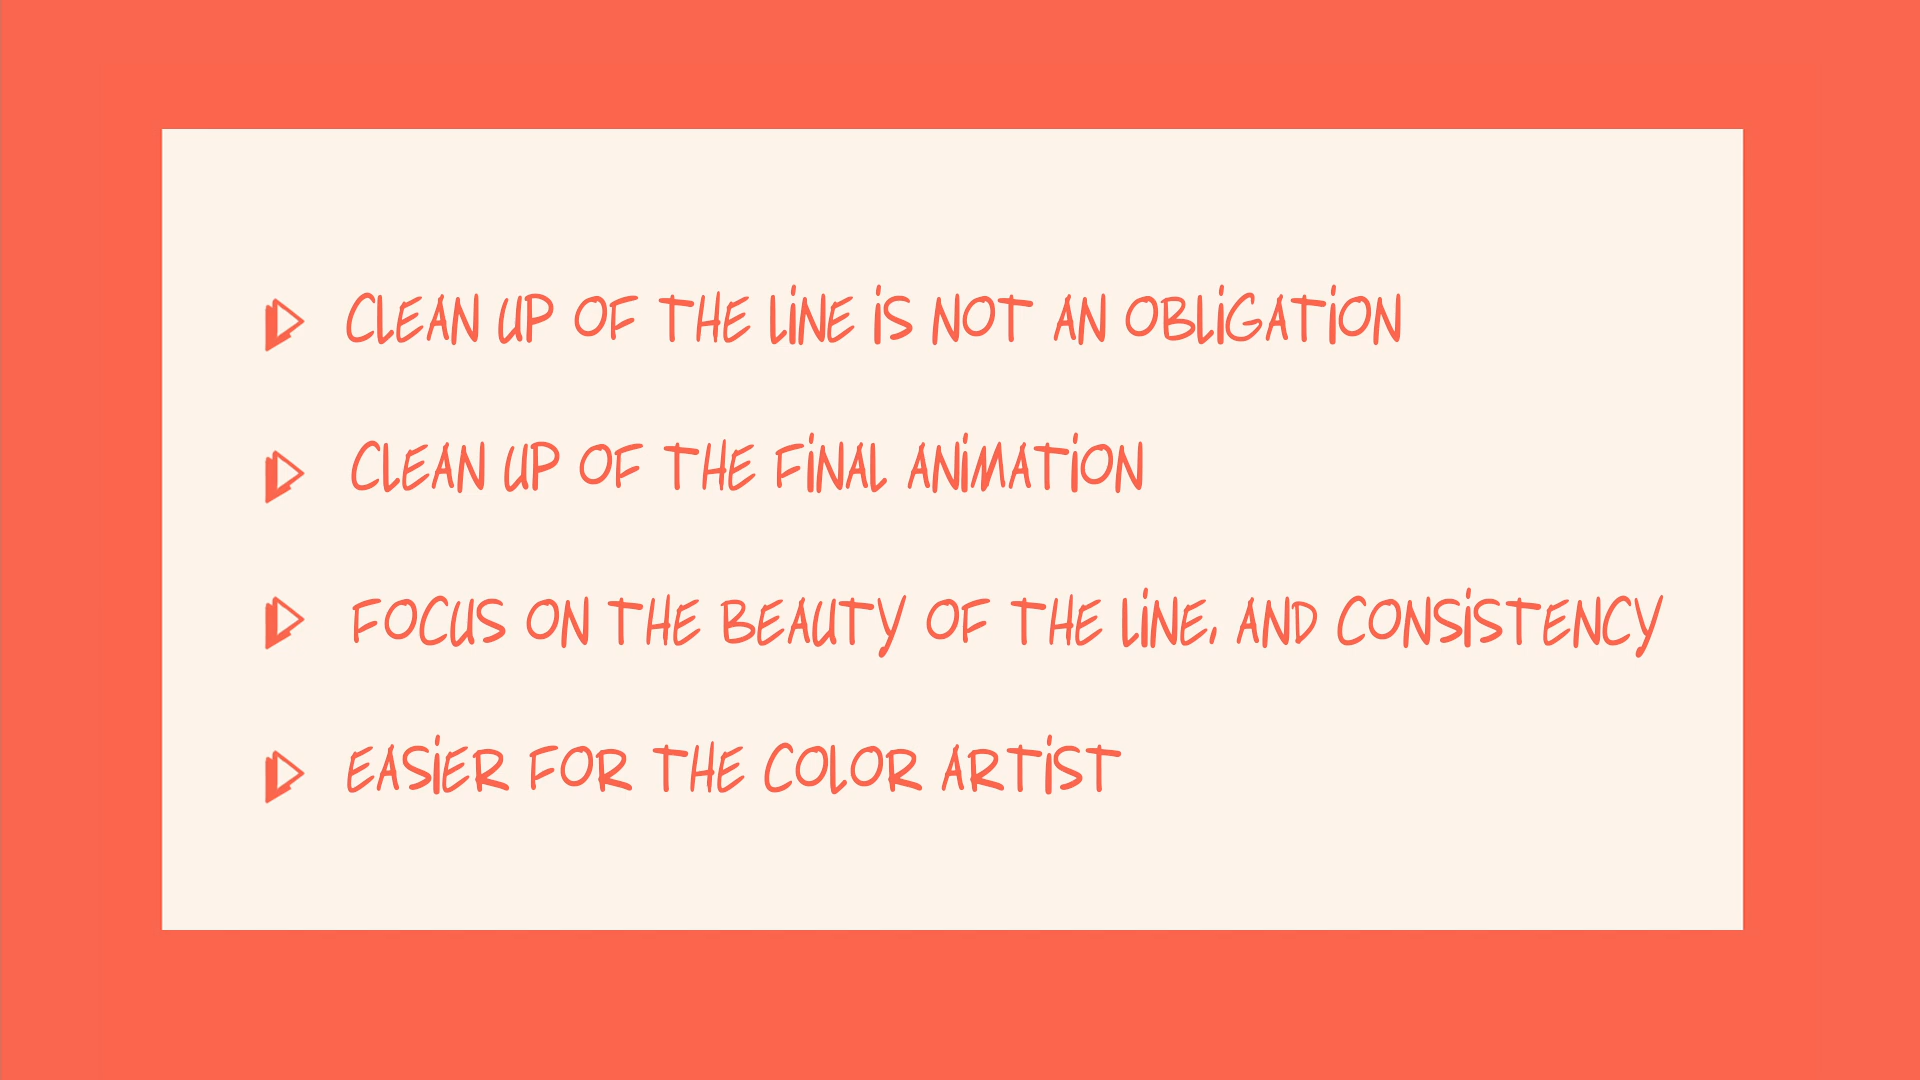 CLEAN UP OF THE LINE IS NOT AN OBLIGATION
CLEAN UP OF THE FINAL ANIMATION
FOCUS ON THE BEAUTY OF THE LINE, AND CONSISTENCY
EASIER FOR THE COLOR ARTIST